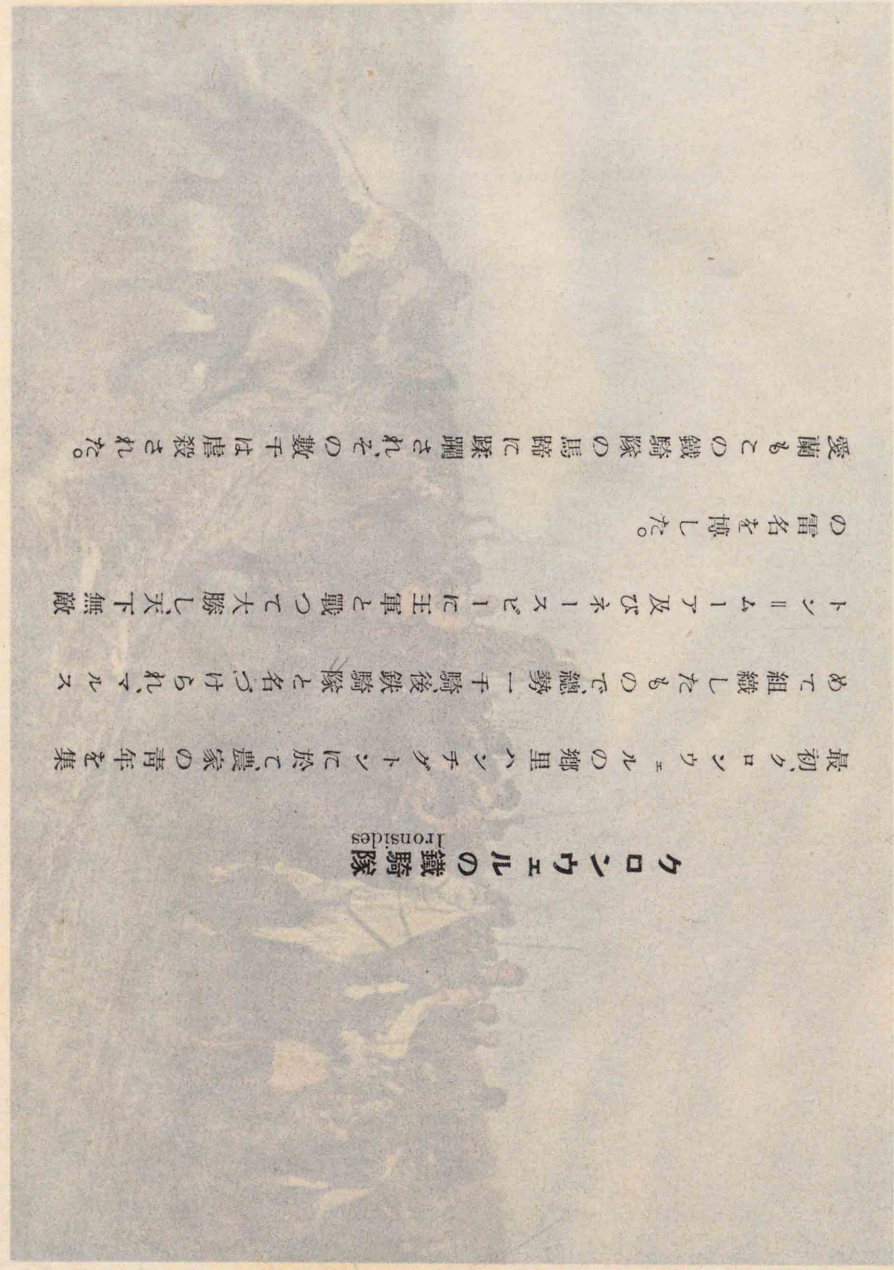 クロンウェルの鐵騎隊
Ironsides
最初、クロンウェルの鄕里ハンチグトンに於て、農家の青年を集
めて組織したもので、總勢一千騎、後鉄騎隊と名づけられ、マルス
トン=ムーア及びネースビーに王軍と戰つて大勝し、天下無敵
の雷名を博した。
愛蘭もこの鐵騎隊の馬蹄に蹂躙され、その數千は虐殺された。